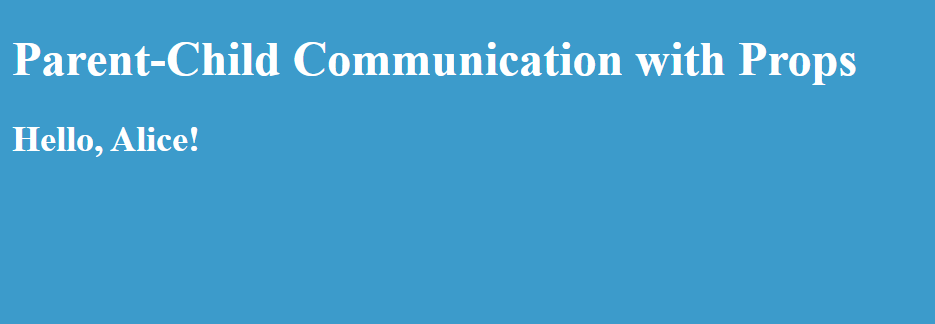 Parent-Child Communication with Props
Hello, Alice!